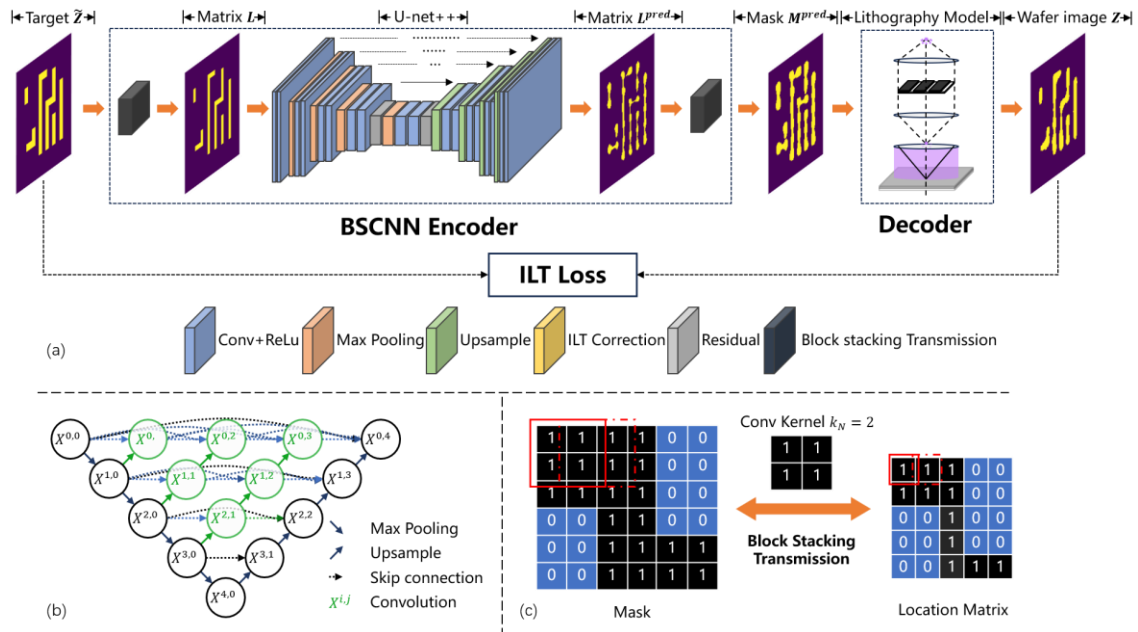 Target Z̃
Matrix L
U-net++
Matrix L^pred
Mask M^pred
Lithography Model
Wafer image Z
BSCNN Encoder
Decoder
ILT Loss
(a)
Conv+ReLu
Max Pooling
Upsample
ILT Correction
Residual
Block stacking Transmission
X^0,0 X^0, X^0,2 X^0,3 X^0,4
X^1,0 X^1,1 X^1,2 X^1,3
X^2,0 X^2,1 X^2,2
X^3,0 X^3,1
X^4,0
Max Pooling
Upsample
Skip connection
X^i,j Convolution
(b)
1 1 1 1 0 0
1 1 1 1 0 0
1 1 1 1 0 0
0 0 1 1 0 0
0 0 1 1 1 1
0 0 1 1 1 1
Mask
(c)
Conv Kernel k_N = 2
1 1
1 1
Block Stacking
Transmission
1 1 1 0 0
1 1 1 0 0
0 0 1 0 0
0 0 1 0 0
0 0 1 1 1
Location Matrix